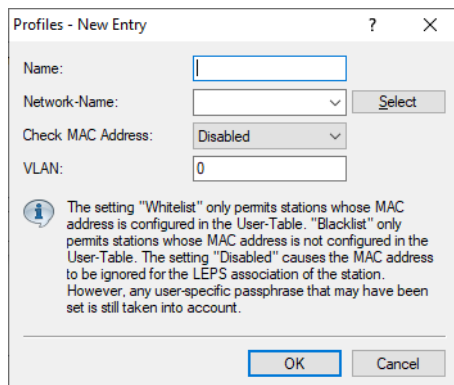 Profiles - New Entry ? ×
Name:
Network-Name: Select
Check MAC Address: Disabled
VLAN: 0
The setting "Whitelist" only permits stations whose MAC
address is configured in the User-Table. "Blacklist" only
permits stations whose MAC address is not configured in the
User-Table. The setting "Disabled" causes the MAC address
to be ignored for the LEPS association of the station.
However, any user-specific passphrase that may have been
set is still taken into account.
OK Cancel